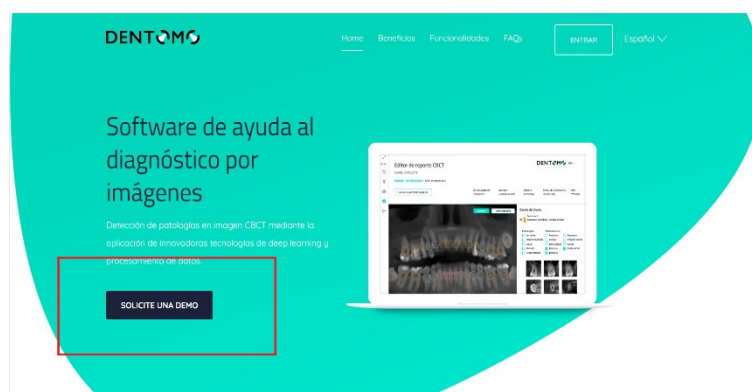 DENTOMO
Home Beneficios Funcionalidades FAQs ENTRAR Español
Software de ayuda al
diagnóstico por
imágenes
Detección de patologías en imagen CBCT mediante la
aplicación de innovadoras tecnologías de deep learning y
procesamiento de datos.
SOLICITE UNA DEMO
Editor de reporte CBCT
DENTOMO